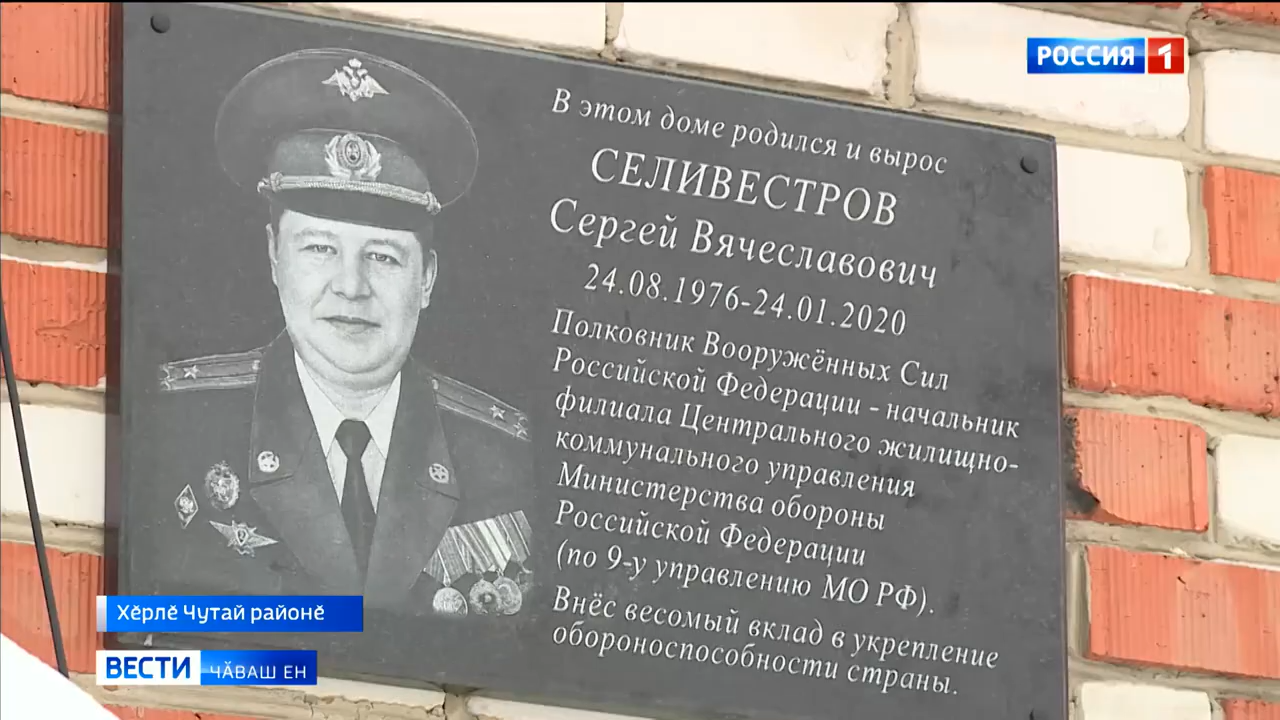 РОССИЯ 1
В этом доме родился и вырос
СЕЛИВЕСТРОВ
Сергей Вячеславович
24.08.1976-24.01.2020
Полковник Вооружённых Сил
Российской Федерации - начальник
филиала Центрального жилищно-
коммунального управления
Министерства обороны
Российской Федерации
(по 9-у управлению МО РФ).
Внёс весомый вклад в укрепление
обороноспособности страны.
Хӗрлӗ Чутай районӗ
ВЕСТИ ЧӐВАШ ЕН